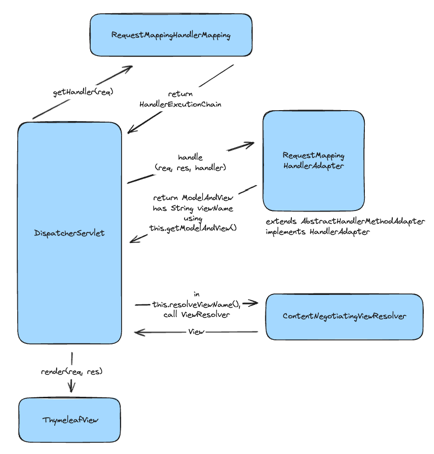 RequestMappingHandlerMapping
getHandler(req)
return
HandlerExcutionChain
handle
(req, res, handler)
RequestMapping
HandlerAdapter
return ModelAndView
has String viewName
using
this.getModelAndView()
extends AbstractHandlerMethodAdapter
implements HandlerAdapter
DispatcherServlet
in
this.resolveViewName(),
call ViewResolver
ContentNegotiatingViewResolver
View
render(req, res)
ThymeleafView